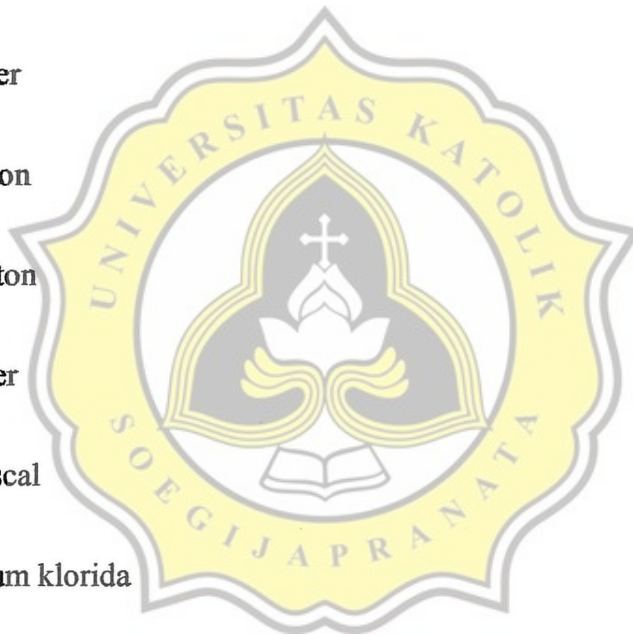 er
on
ton
er
scal
um klorida
UNIVERSITAS KATOLIK
SOEGIJAPRANATA